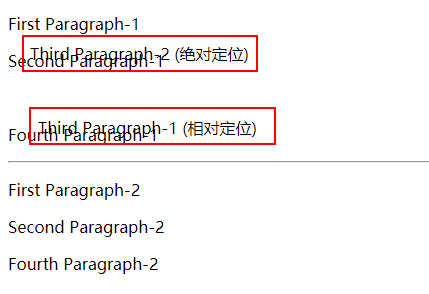 First Paragraph-1
Third Paragraph-2 (绝对定位)
Second Paragraph-1
Third Paragraph-1 (相对定位)
Fourth Paragraph-1
First Paragraph-2
Second Paragraph-2
Fourth Paragraph-2